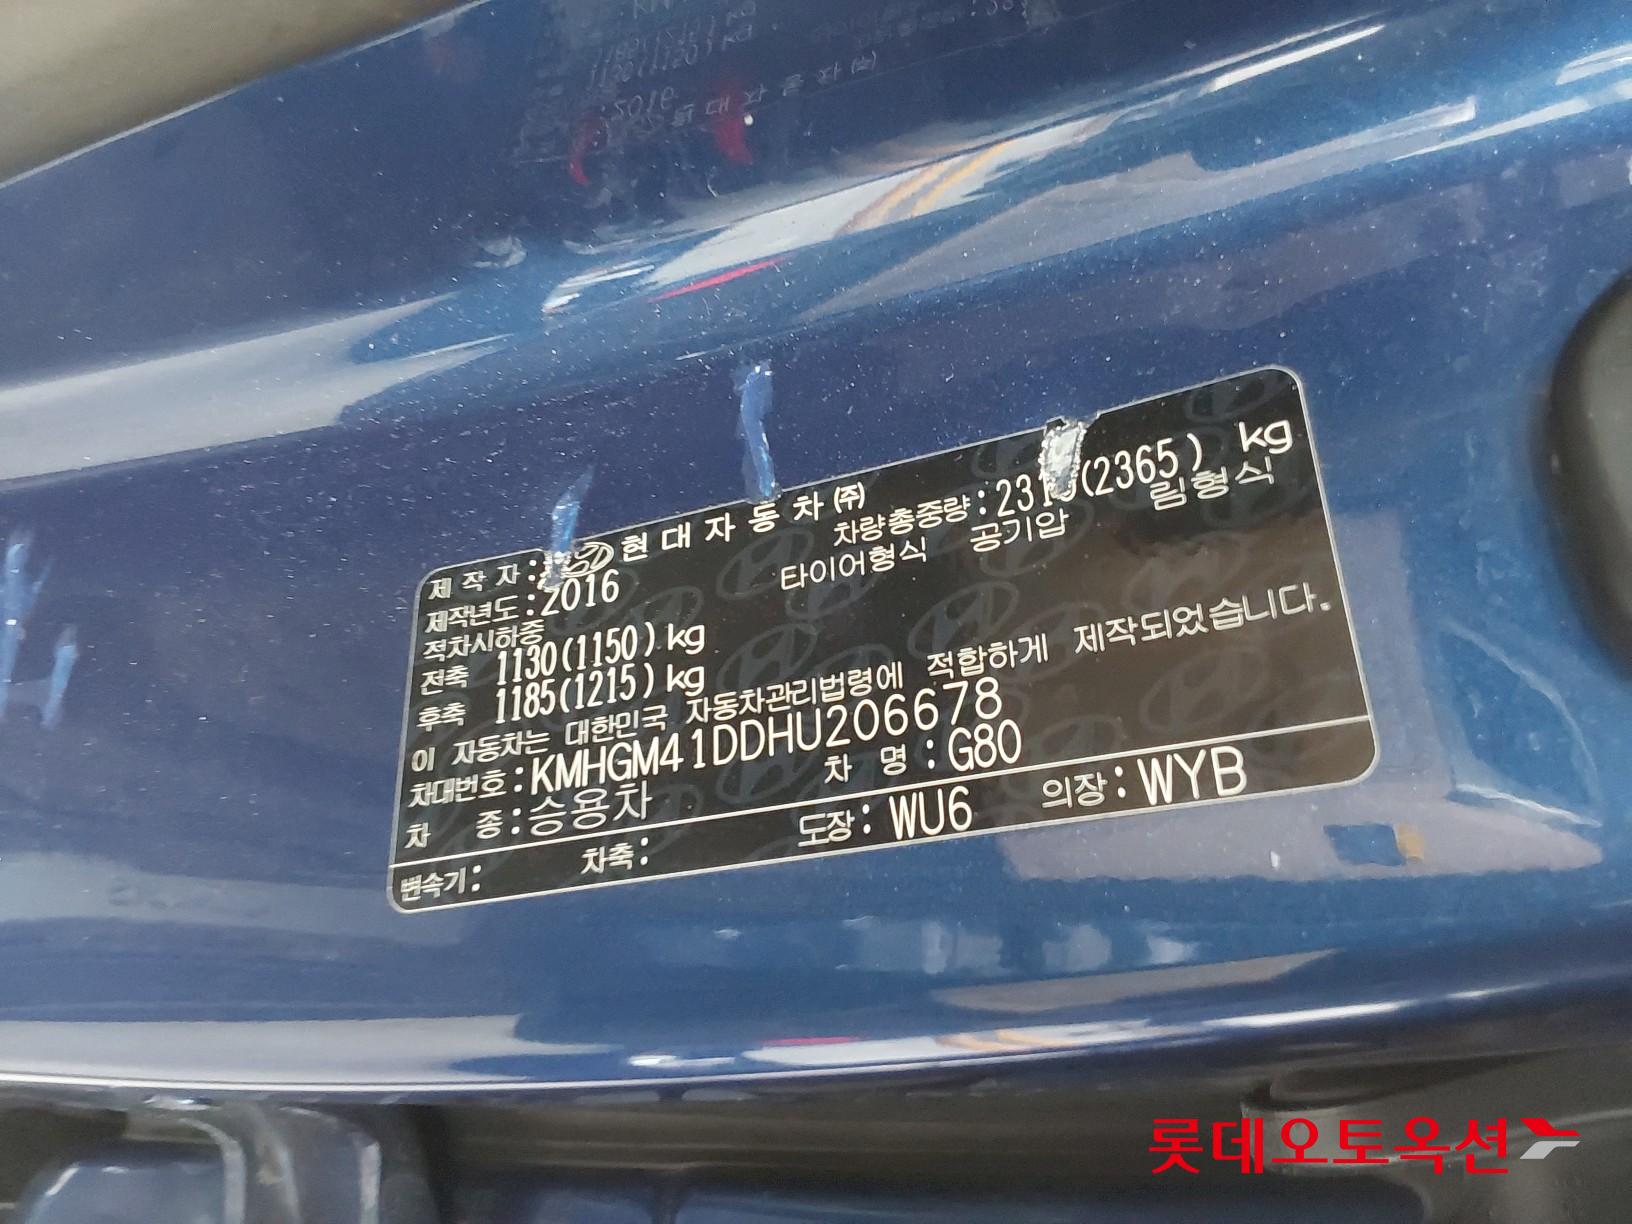 제 작 자 : 현 대 자 동 차 ㈜
제작년도 : 2016
차량총중량 : (2365) kg
적차시하중
타이어형식 공기압 림형식
전축 1130(1150) kg
후축 1185(1215) kg
이 자동차는 대한민국 자동차관리법령에 적합하게 제작되었습니다.
차대번호 : KMHGM41DDHU206678
차 종 : 승용차 차 명 : G80
변속기 : 차축 : 도장 : WU6 의장 : WYB
롯데오토옥션